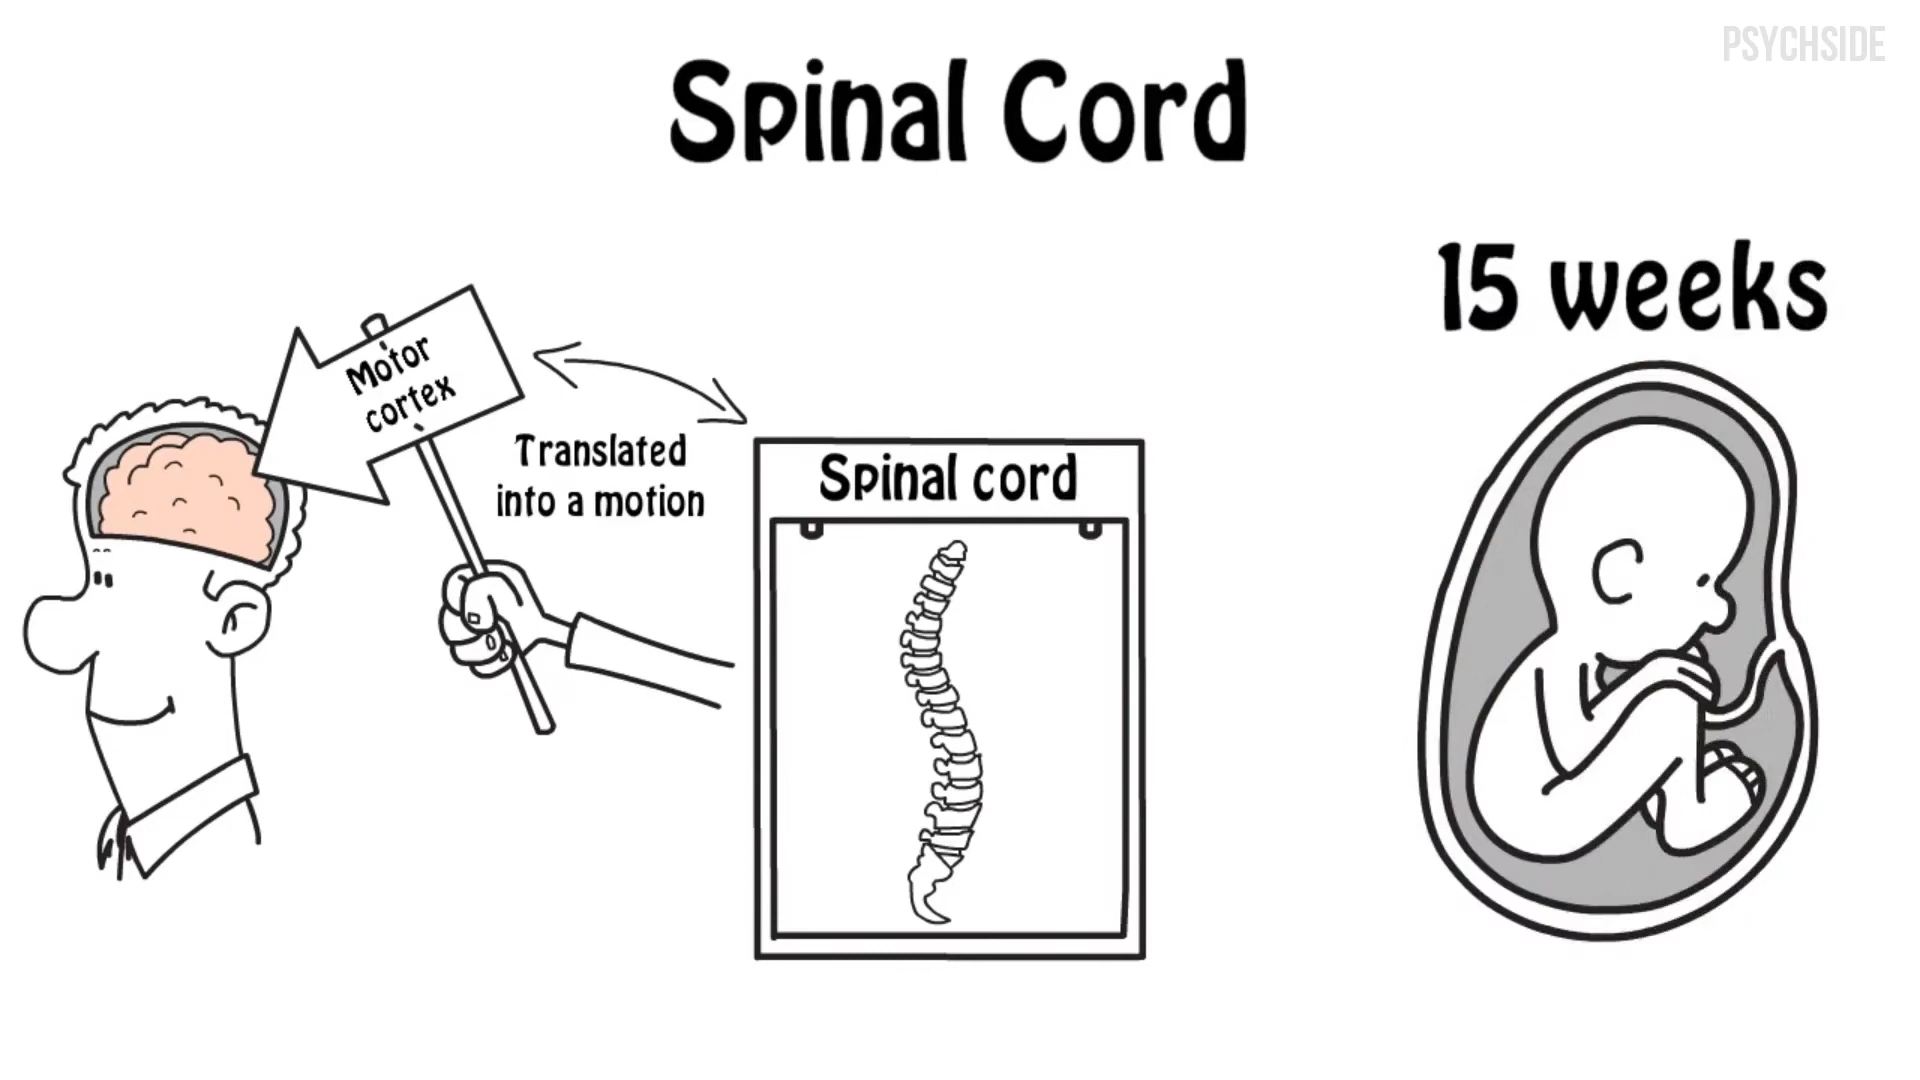 PSYCHSIDE
Spinal Cord
15 weeks
Motor
cortex
Translated
into a motion
Spinal cord